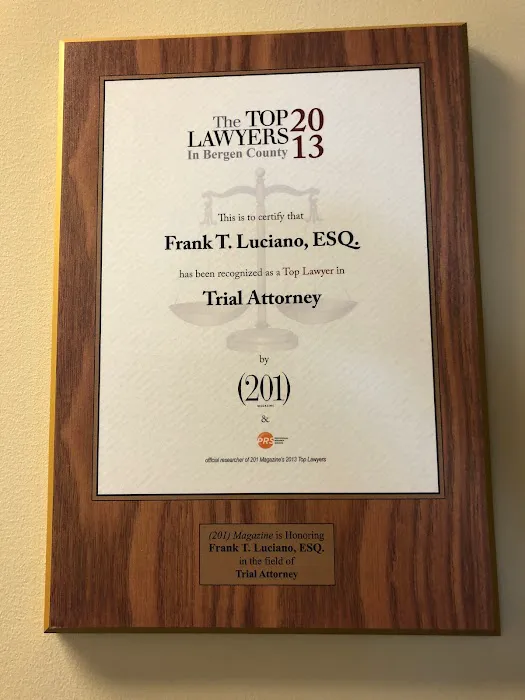 The TOP 20
LAWYERS 13
In Bergen County
This is to certify that
Frank T. Luciano, ESQ.
has been recognized as a Top Lawyer in
Trial Attorney
by
(201)
MAGAZINE
&
PRS
official researcher of 201 Magazine's 2013 Top Lawyers
(201) Magazine is Honoring
Frank T. Luciano, ESQ.
in the field of
Trial Attorney